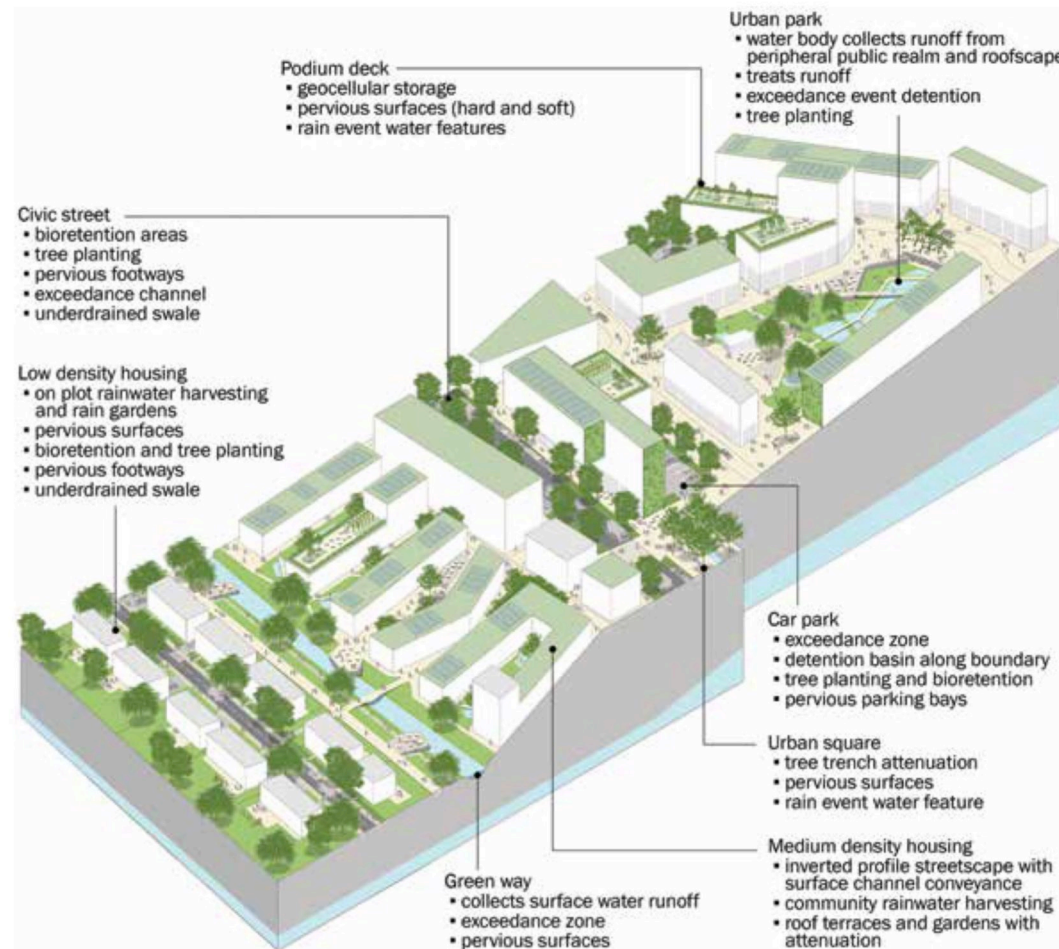 Urban park
▪ water body collects runoff from
peripheral public realm and roofscape
▪ treats runoff
▪ exceedance event detention
▪ tree planting
Podium deck
▪ geocellular storage
▪ pervious surfaces (hard and soft)
▪ rain event water features
Civic street
▪ bioretention areas
▪ tree planting
▪ pervious footways
▪ exceedance channel
▪ underdrained swale
Low density housing
▪ on plot rainwater harvesting
and rain gardens
▪ pervious surfaces
▪ bioretention and tree planting
▪ pervious footways
▪ underdrained swale
Car park
▪ exceedance zone
▪ detention basin along boundary
▪ tree planting and bioretention
▪ pervious parking bays
Urban square
▪ tree trench attenuation
▪ pervious surfaces
▪ rain event water feature
Medium density housing
▪ inverted profile streetscape with
surface channel conveyance
▪ community rainwater harvesting
▪ roof terraces and gardens with
attenuation
Green way
▪ collects surface water runoff
▪ exceedance zone
▪ pervious surfaces